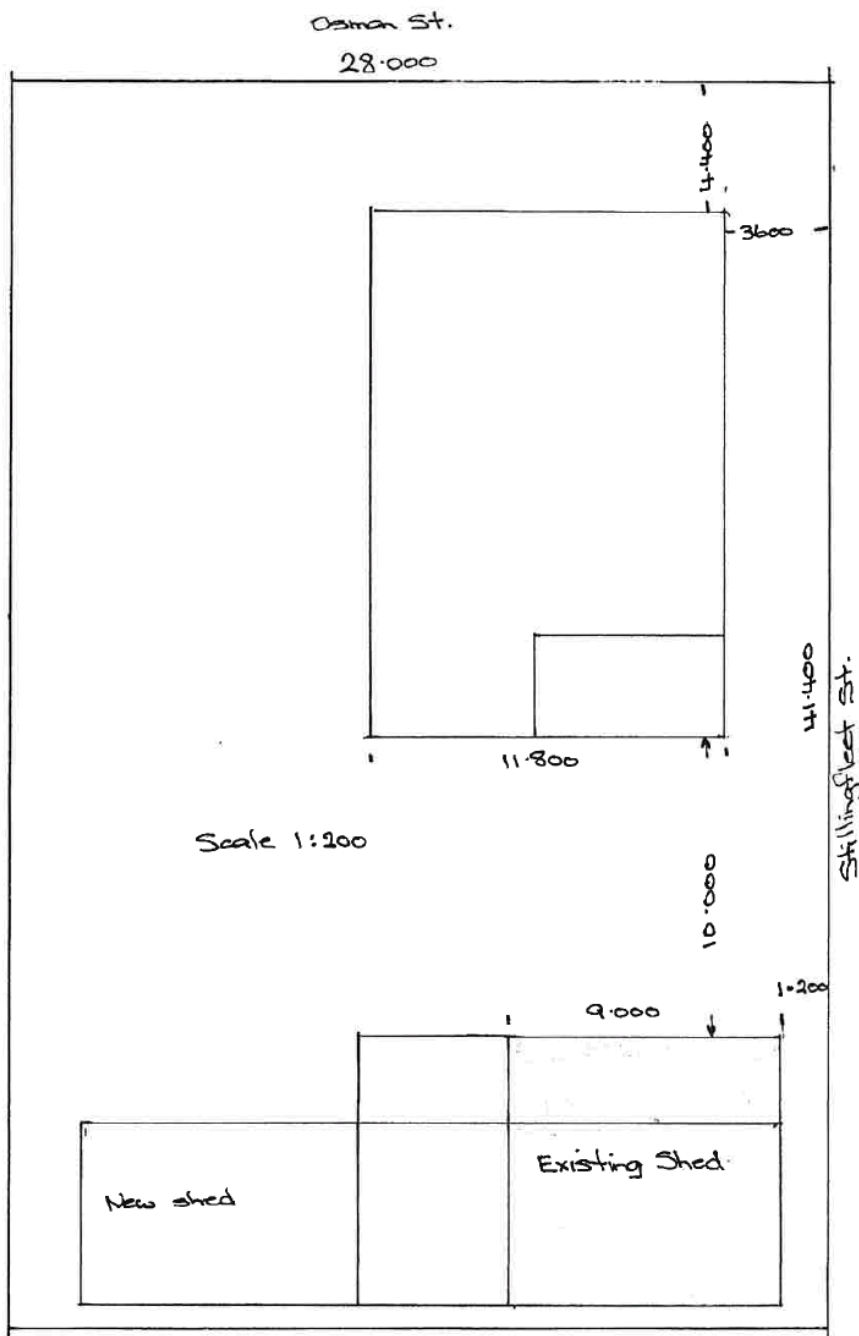 Osman St.
28.000
4.400
3600
41.400
Stillingfleet St.
11.800
Scale 1:200
10.000
1.200
9.000
Existing Shed.
New shed